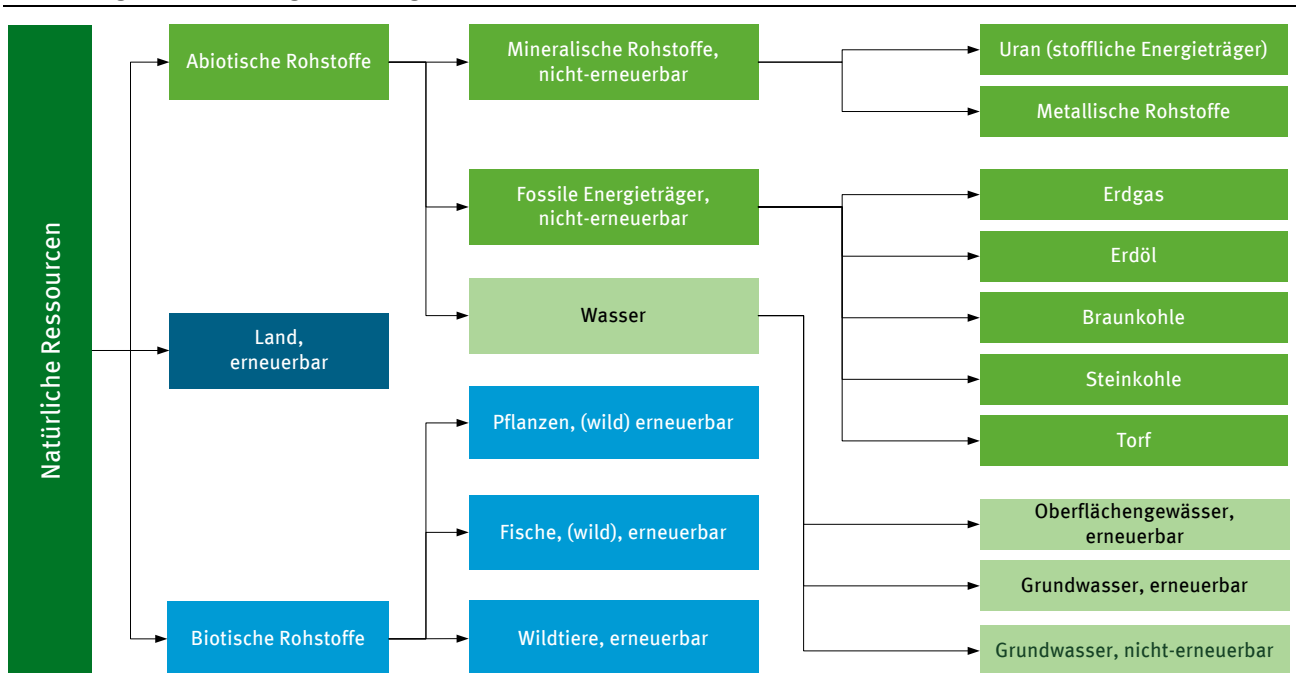 Natürliche Ressourcen
Abiotische Rohstoffe
Mineralische Rohstoffe,
nicht-erneuerbar
Uran (stoffliche Energieträger)
Metallische Rohstoffe
Fossile Energieträger,
nicht-erneuerbar
Erdgas
Erdöl
Braunkohle
Steinkohle
Torf
Wasser
Oberflächengewässer,
erneuerbar
Grundwasser, erneuerbar
Grundwasser, nicht-erneuerbar
Land,
erneuerbar
Biotische Rohstoffe
Pflanzen, (wild) erneuerbar
Fische, (wild), erneuerbar
Wildtiere, erneuerbar